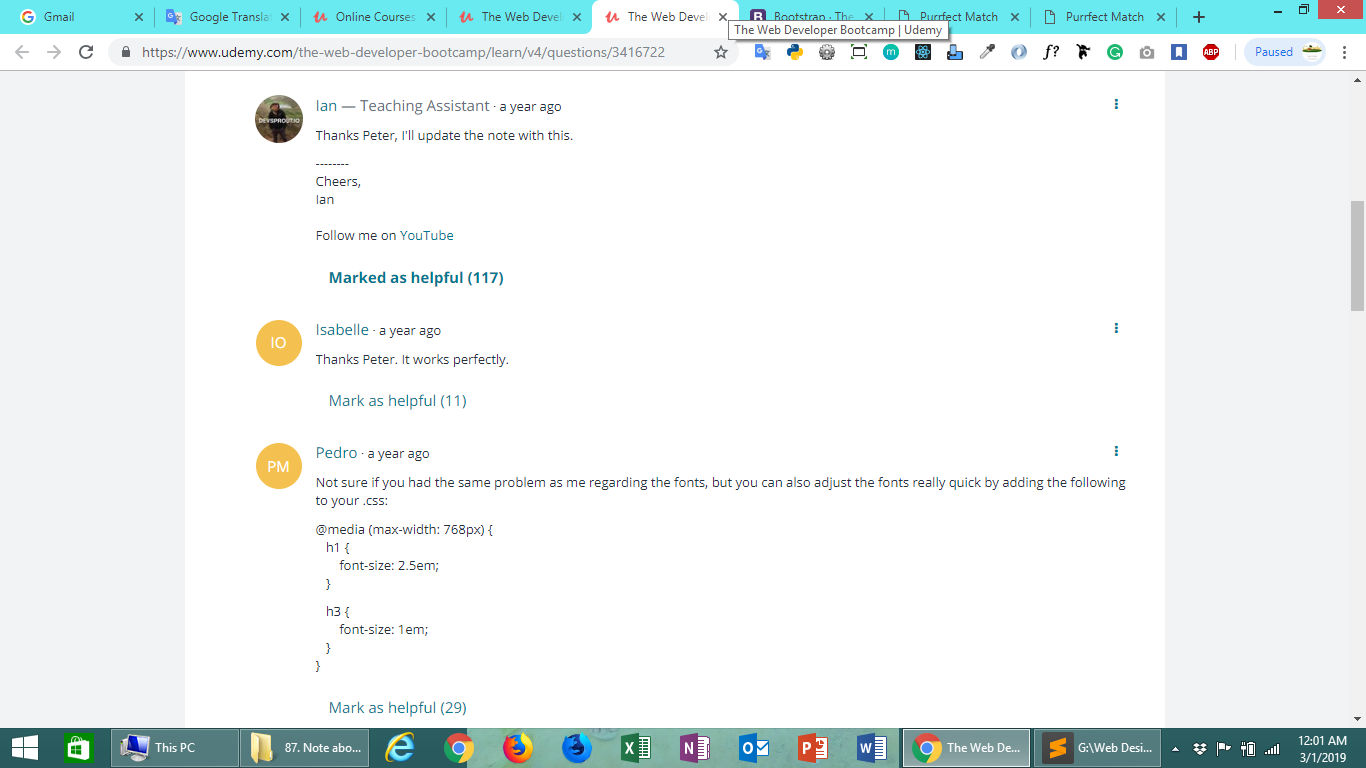 Gmail
Google Transla
Online Courses
The Web Devel
The Web Devel
Bootstrap · The
Purrfect Match
Purrfect Match
The Web Developer Bootcamp | Udemy
https://www.udemy.com/the-web-developer-bootcamp/learn/v4/questions/3416722
f?
m
ABP
Paused
DEVSPROUT.IO
Ian — Teaching Assistant · a year ago
Thanks Peter, I'll update the note with this.
--------
Cheers,
Ian
Follow me on YouTube
Marked as helpful (117)
IO
Isabelle · a year ago
Thanks Peter. It works perfectly.
Mark as helpful (11)
PM
Pedro · a year ago
Not sure if you had the same problem as me regarding the fonts, but you can also adjust the fonts really quick by adding the following
to your .css:
@media (max-width: 768px) {
h1 {
font-size: 2.5em;
}
h3 {
font-size: 1em;
}
}
Mark as helpful (29)
This PC
87. Note abo...
The Web De...
G:\Web Desi...
12:01 AM
3/1/2019